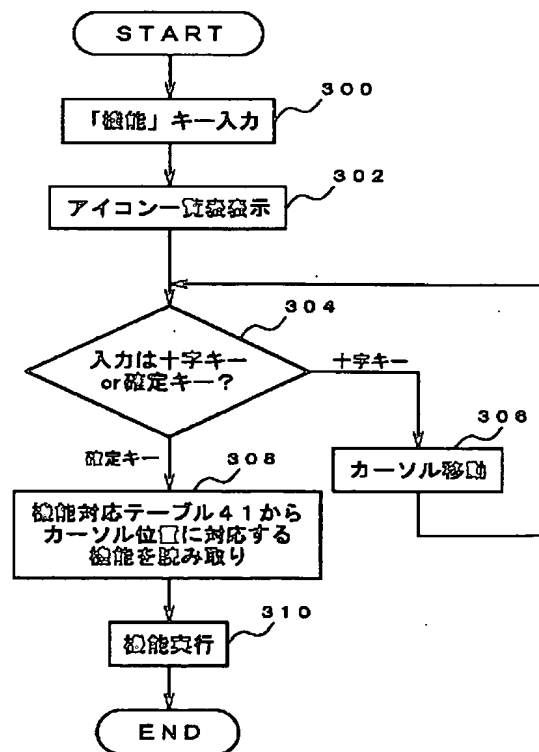 START
300
「機能」キー入力
302
アイコン一覧表表示
304
入力は十字キー
or確定キー？
十字キー
306
カーソル移動
確定キー
308
機能対応テーブル41から
カーソル位置に対応する
機能を読み取り
310
機能実行
END